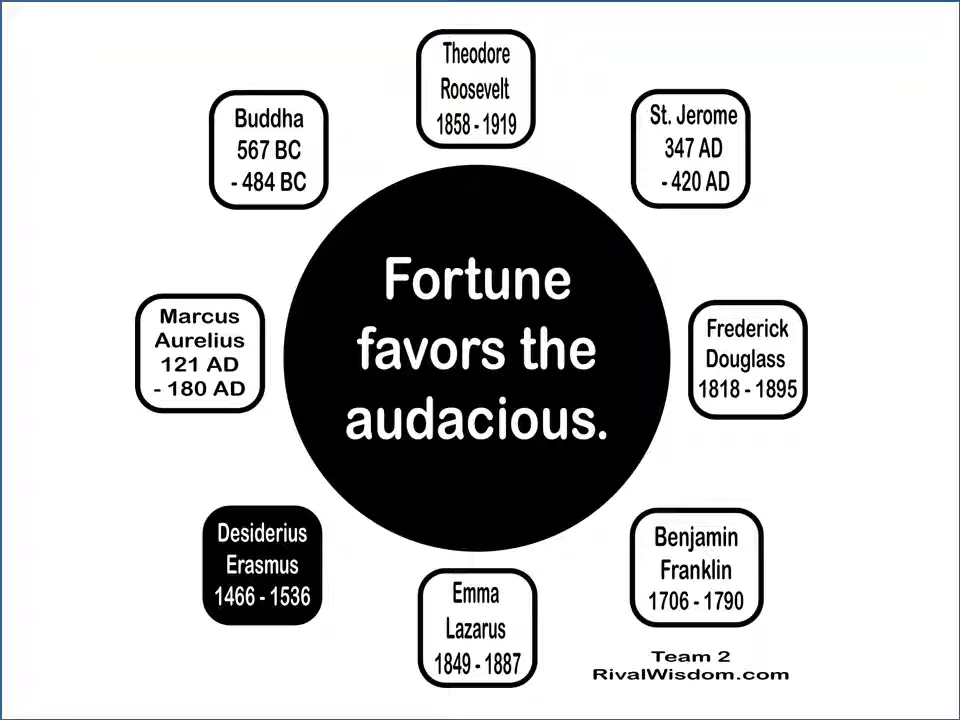 Theodore
Roosevelt
1858 - 1919
Buddha
567 BC
- 484 BC
St. Jerome
347 AD
- 420 AD
Fortune
favors the
audacious.
Marcus
Aurelius
121 AD
- 180 AD
Frederick
Douglass
1818 - 1895
Desiderius
Erasmus
1466 - 1536
Benjamin
Franklin
1706 - 1790
Emma
Lazarus
1849 - 1887
Team 2
RivalWisdom.com